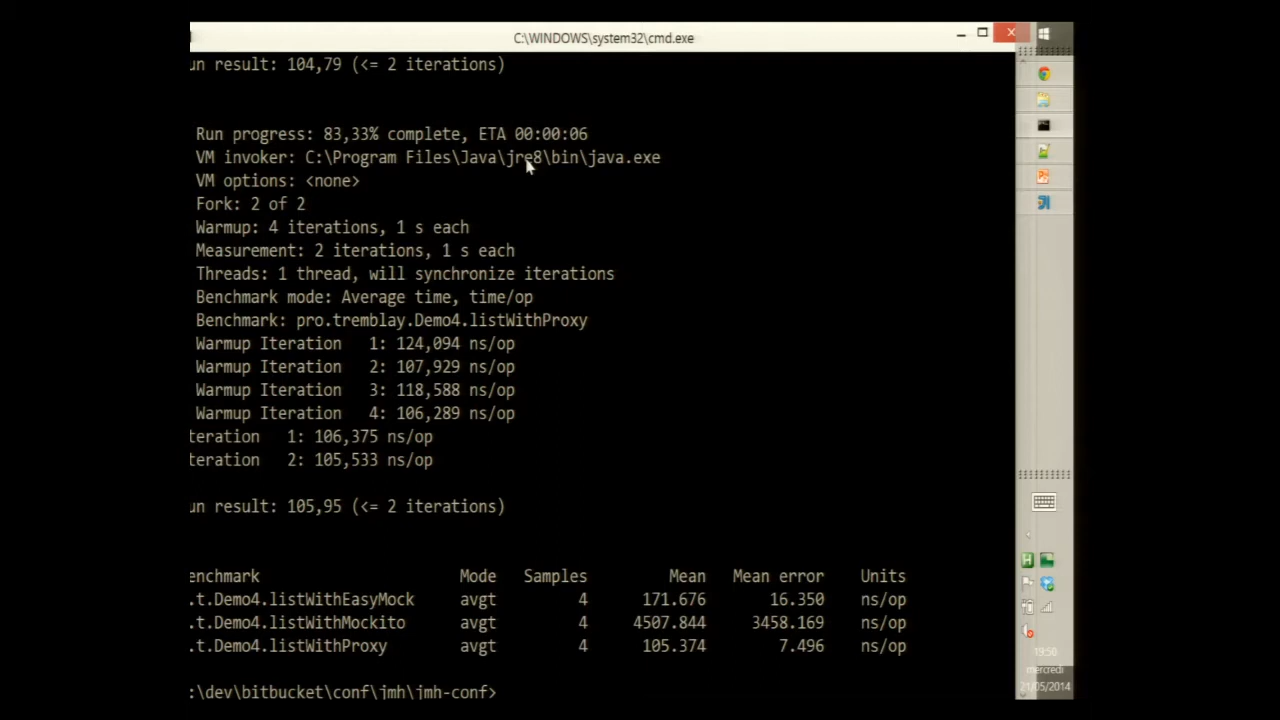 C:\WINDOWS\system32\cmd.exe
un result: 104,79 (<= 2 iterations)
Run progress: 83,33% complete, ETA 00:00:06
VM invoker: C:\Program Files\Java\jre8\bin\java.exe
VM options: <none>
Fork: 2 of 2
Warmup: 4 iterations, 1 s each
Measurement: 2 iterations, 1 s each
Threads: 1 thread, will synchronize iterations
Benchmark mode: Average time, time/op
Benchmark: pro.tremblay.Demo4.listWithProxy
Warmup Iteration 1: 124,094 ns/op
Warmup Iteration 2: 107,929 ns/op
Warmup Iteration 3: 118,588 ns/op
Warmup Iteration 4: 106,289 ns/op
teration 1: 106,375 ns/op
teration 2: 105,533 ns/op
un result: 105,95 (<= 2 iterations)
enchmark Mode Samples Mean Mean error Units
.t.Demo4.listWithEasyMock avgt 4 171.676 16.350 ns/op
.t.Demo4.listWithMockito avgt 4 4507.844 3458.169 ns/op
.t.Demo4.listWithProxy avgt 4 105.374 7.496 ns/op
:\dev\bitbucket\conf\jmh\jmh-conf>
19:50
mercredi
21/05/2014